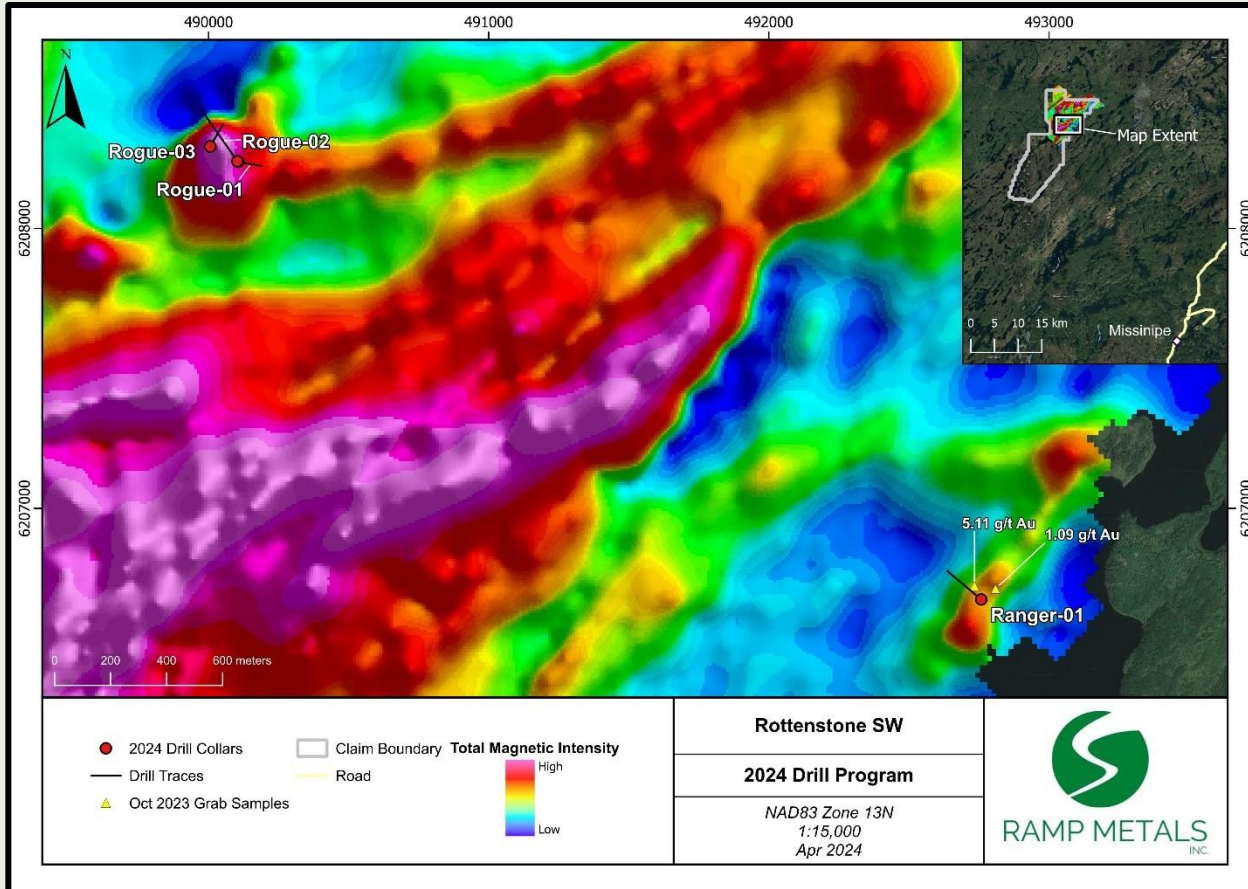 490000
491000
492000
493000
N
Rogue-02
Rogue-03
Rogue-01
6208000
6208000
Map Extent
0 5 10 15 km
Missinipe
6207000
6207000
5.11 g/t Au
1.09 g/t Au
Ranger-01
0 200 400 600 meters
2024 Drill Collars
Drill Traces
Oct 2023 Grab Samples
Claim Boundary
Road
Total Magnetic Intensity
High
Low
Rottenstone SW
2024 Drill Program
NAD83 Zone 13N
1:15,000
Apr 2024
RAMP METALS
INC.